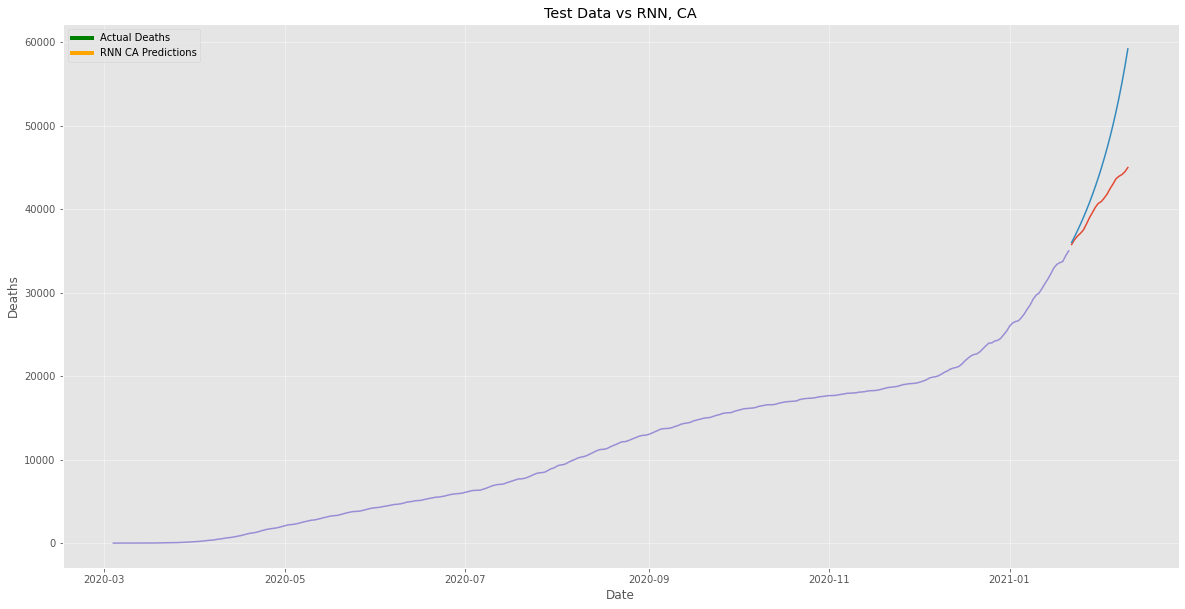 Test Data vs RNN, CA
Actual Deaths
RNN CA Predictions
60000
50000
40000
30000
20000
10000
0
Deaths
2020-03
2020-05
2020-07
2020-09
2020-11
2021-01
Date